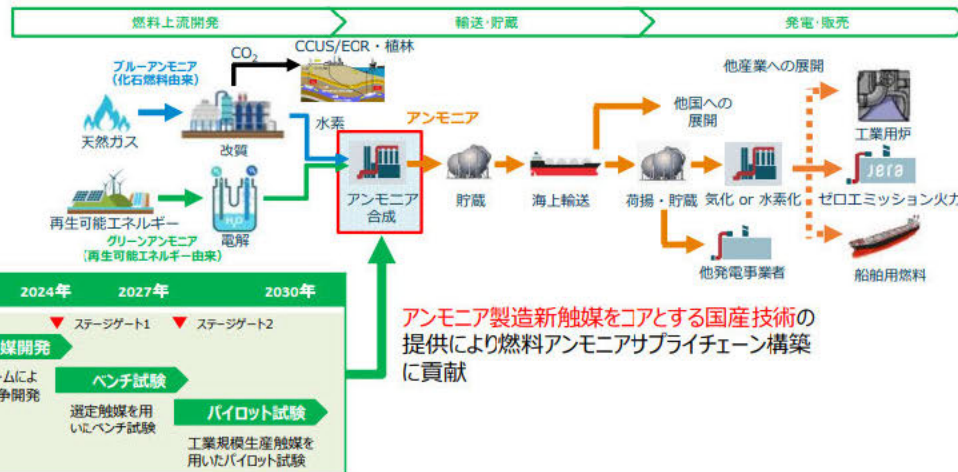 燃料上流開発
輸送・貯蔵
発電・販売
ブルーアンモニア
(化石燃料由来)
CO₂
CCUS/ECR・植林
天然ガス
改質
水素
アンモニア
他国への
展開
他産業への展開
工業用炉
再生可能エネルギー
電解
H₂O
グリーンアンモニア
(再生可能エネルギー由来)
アンモニア
合成
貯蔵
海上輸送
荷揚・貯蔵
気化 or 水素化
Jera
ゼロエミッション火力
他発電事業者
船舶用燃料
2024年
2027年
2030年
ステージゲート1
ステージゲート2
媒開発
ームによ
争開発
ベンチ試験
選定触媒を用
いたベンチ試験
パイロット試験
工業規模生産触媒を
用いたパイロット試験
アンモニア製造新触媒をコアとする国産技術の
提供により燃料アンモニアサプライチェーン構築
に貢献